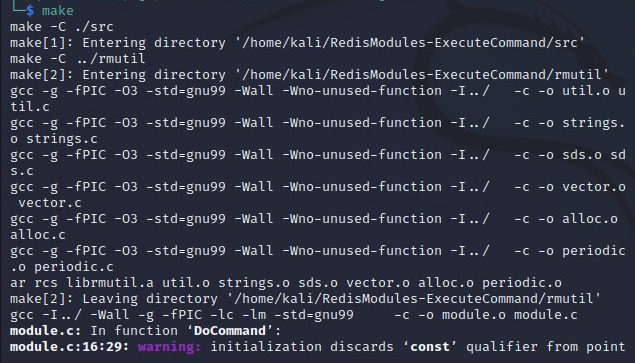 └─$ make
make -C ./src
make[1]: Entering directory '/home/kali/RedisModules-ExecuteCommand/src'
make -C ../rmutil
make[2]: Entering directory '/home/kali/RedisModules-ExecuteCommand/rmutil'
gcc -g -fPIC -O3 -std=gnu99 -Wall -Wno-unused-function -I../   -c -o util.o u
til.c
gcc -g -fPIC -O3 -std=gnu99 -Wall -Wno-unused-function -I../   -c -o strings.
o strings.c
gcc -g -fPIC -O3 -std=gnu99 -Wall -Wno-unused-function -I../   -c -o sds.o sd
s.c
gcc -g -fPIC -O3 -std=gnu99 -Wall -Wno-unused-function -I../   -c -o vector.o
 vector.c
gcc -g -fPIC -O3 -std=gnu99 -Wall -Wno-unused-function -I../   -c -o alloc.o
alloc.c
gcc -g -fPIC -O3 -std=gnu99 -Wall -Wno-unused-function -I../   -c -o periodic
.o periodic.c
ar rcs librmutil.a util.o strings.o sds.o vector.o alloc.o periodic.o
make[2]: Leaving directory '/home/kali/RedisModules-ExecuteCommand/rmutil'
gcc -I../ -Wall -g -fPIC -lc -lm -std=gnu99     -c -o module.o module.c
module.c: In function ‘DoCommand’:
module.c:16:29: warning: initialization discards ‘const’ qualifier from point